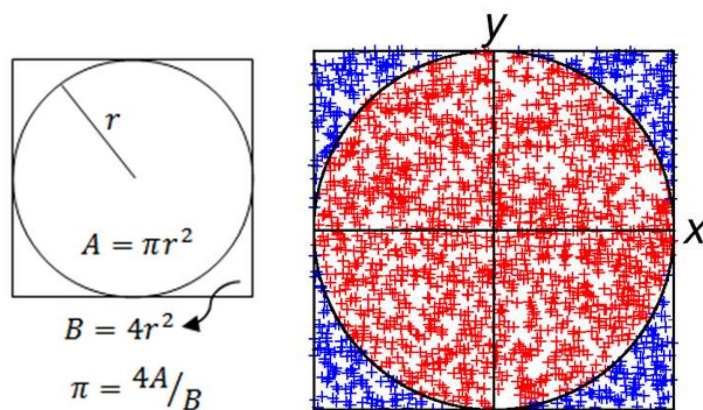 r
A = πr²
B = 4r²
π = 4A/B
y
x